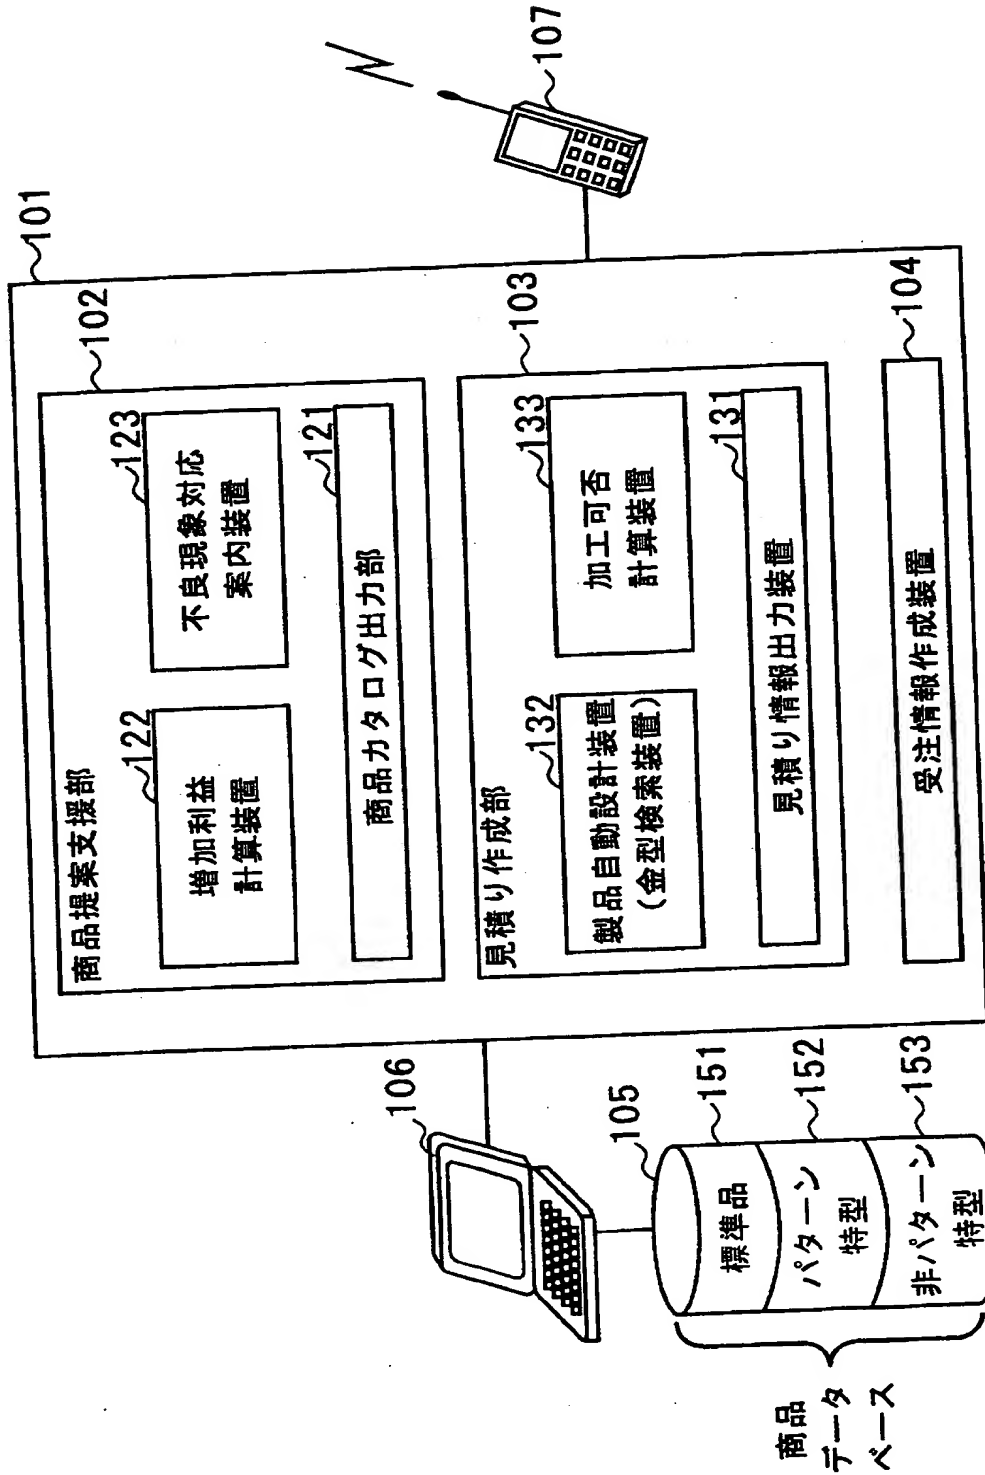 101
102
商品提案支援部
122
増加利益
計算装置
123
不良現象対応
案内装置
121
商品カタログ出力部
103
見積り作成部
132
製品自動設計装置
(金型検索装置)
133
加工可否
計算装置
131
見積り情報出力装置
104
受注情報作成装置
106
107
105
151
標準品
152
パターン
特型
153
非パターン
特型
商品
データ
ベース